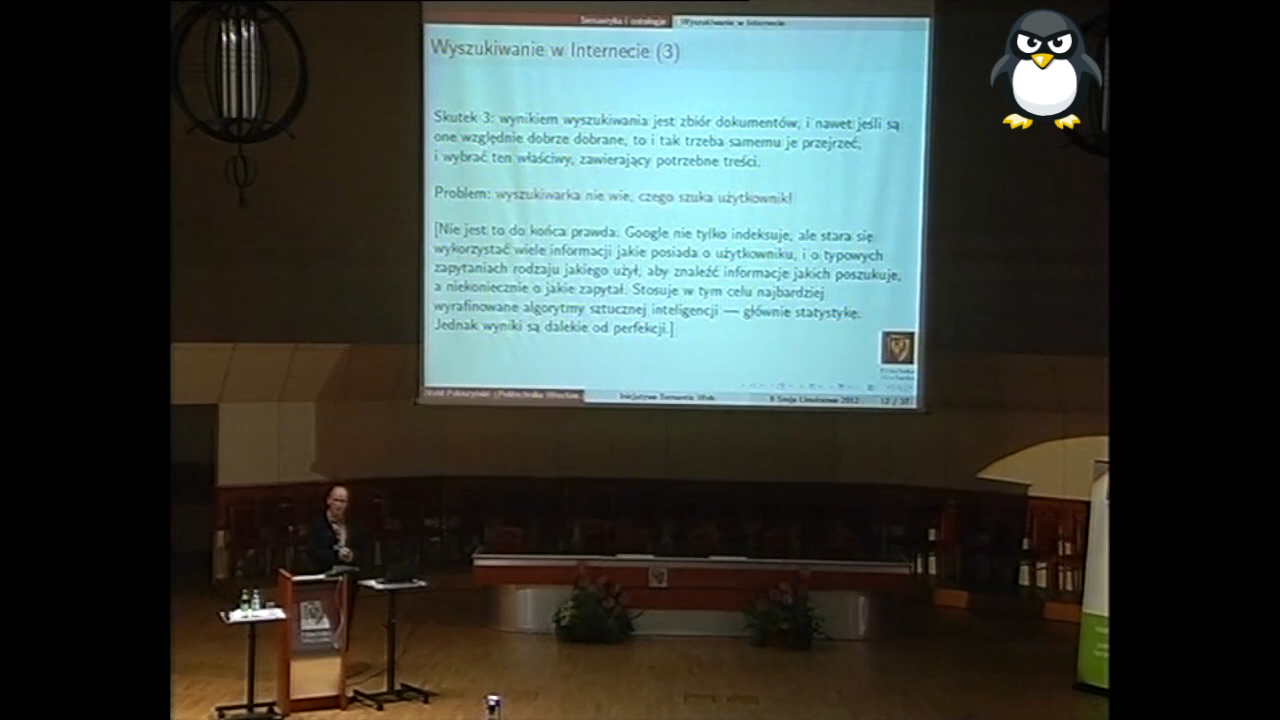 Semantyka i ontologie
Wyszukiwanie w Internecie
Wyszukiwanie w Internecie (3)
Skutek 3: wynikiem wyszukiwania jest zbiór dokumentów, i nawet jeśli są
one względnie dobrze dobrane, to i tak trzeba samemu je przejrzeć,
i wybrać ten właściwy, zawierający potrzebne treści.
Problem: wyszukiwarka nie wie, czego szuka użytkownik!
[Nie jest to do końca prawda. Google nie tylko indeksuje, ale stara się
wykorzystać wiele informacji jakie posiada o użytkowniku, i o typowych
zapytaniach rodzaju jakiego użył, aby znaleźć informacje jakich poszukuje,
a niekoniecznie o jakie zapytał. Stosuje w tym celu najbardziej
wyrafinowane algorytmy sztucznej inteligencji — głównie statystykę.
Jednak wyniki są dalekie od perfekcji.]
Politechnika
Inicjatywa Semantic Web
12 / 37